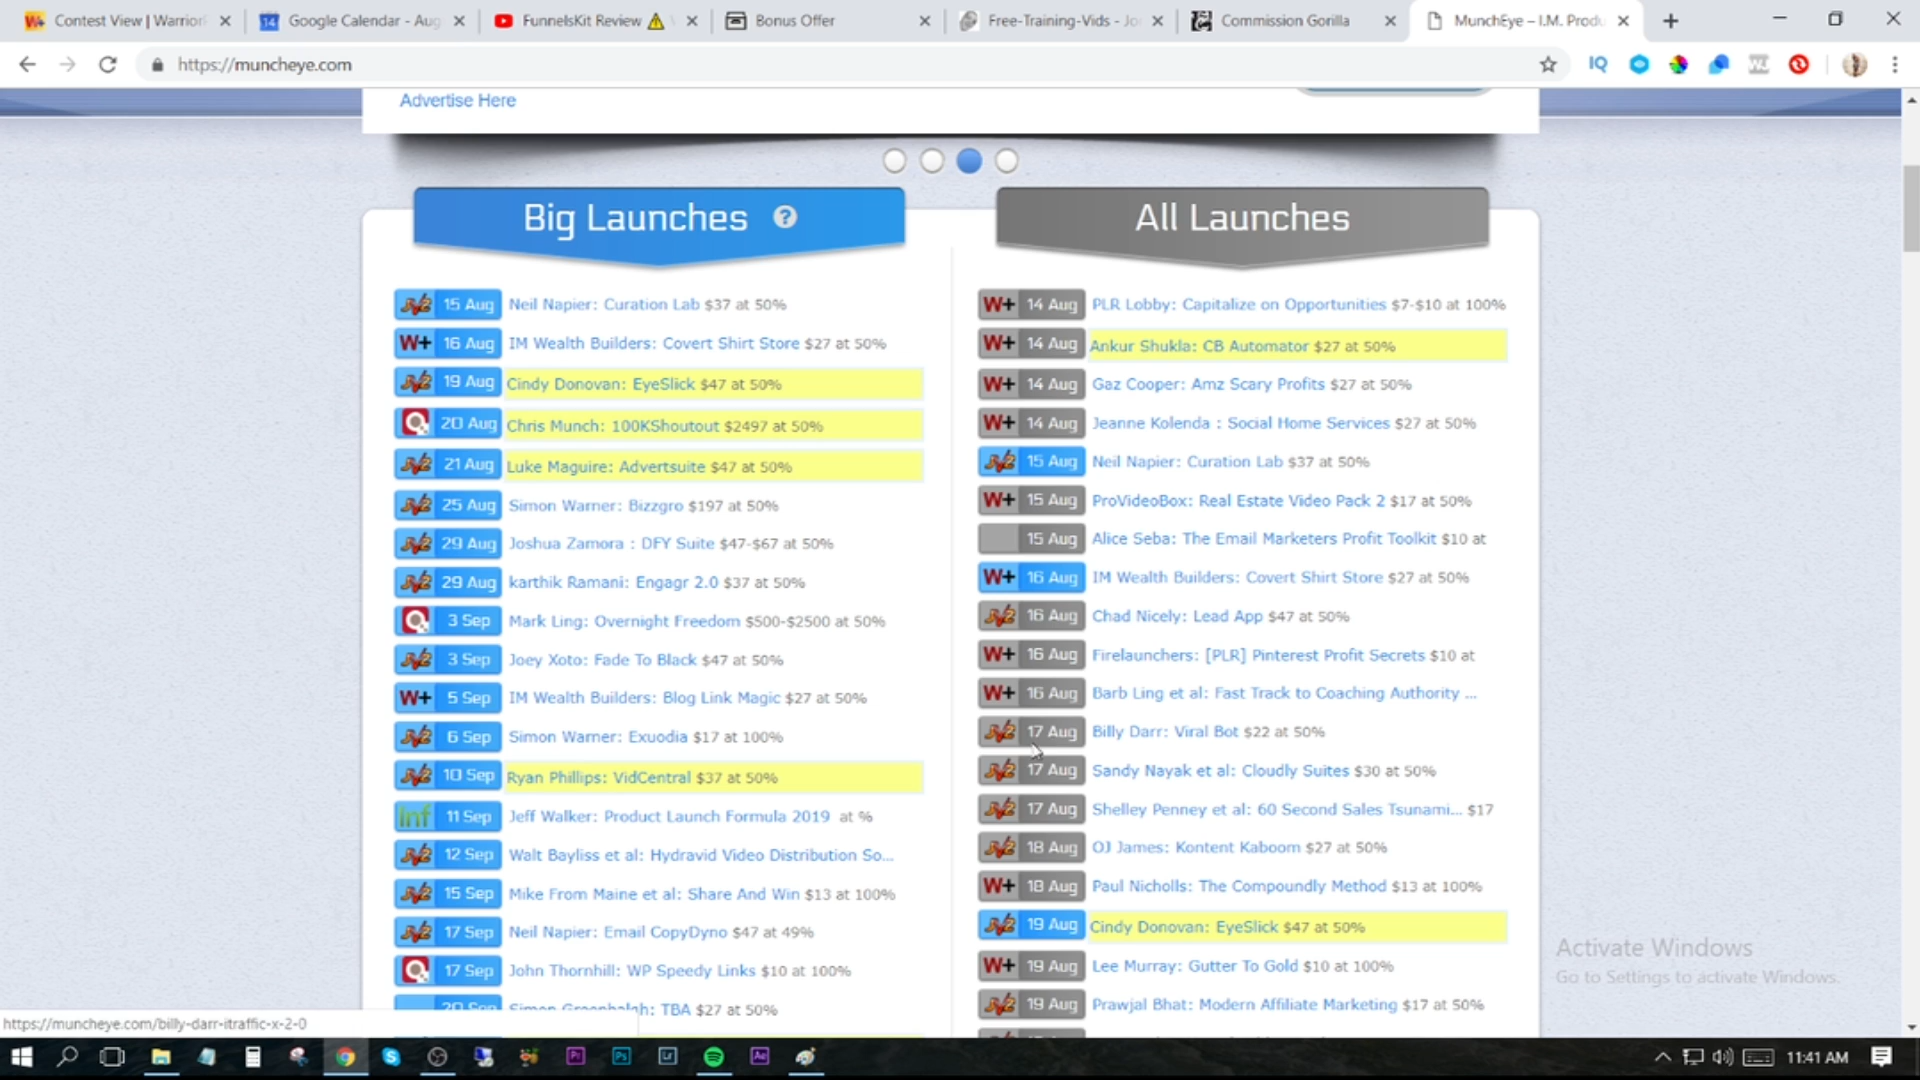 Contest View | Warrior
Google Calendar - Aug
FunnelsKit Review
Bonus Offer
Free-Training-Vids - Jo
Commission Gorilla
MunchEye – I.M. Produ
https://muncheye.com
Advertise Here
Big Launches ?
All Launches
15 Aug Neil Napier: Curation Lab $37 at 50%
W+ 16 Aug IM Wealth Builders: Covert Shirt Store $27 at 50%
19 Aug Cindy Donovan: EyeSlick $47 at 50%
20 Aug Chris Munch: 100KShoutout $2497 at 50%
21 Aug Luke Maguire: Advertsuite $47 at 50%
25 Aug Simon Warner: Bizzgro $197 at 50%
29 Aug Joshua Zamora : DFY Suite $47-$67 at 50%
29 Aug karthik Ramani: Engagr 2.0 $37 at 50%
3 Sep Mark Ling: Overnight Freedom $500-$2500 at 50%
3 Sep Joey Xoto: Fade To Black $47 at 50%
W+ 5 Sep IM Wealth Builders: Blog Link Magic $27 at 50%
6 Sep Simon Warner: Exuodia $17 at 100%
10 Sep Ryan Phillips: VidCentral $37 at 50%
Inf 11 Sep Jeff Walker: Product Launch Formula 2019 at %
12 Sep Walt Bayliss et al: Hydravid Video Distribution So...
15 Sep Mike From Maine et al: Share And Win $13 at 100%
17 Sep Neil Napier: Email CopyDyno $47 at 49%
17 Sep John Thornhill: WP Speedy Links $10 at 100%
20 Sep Simon Greenhalgh: TBA $27 at 50%
W+ 14 Aug PLR Lobby: Capitalize on Opportunities $7-$10 at 100%
W+ 14 Aug Ankur Shukla: CB Automator $27 at 50%
W+ 14 Aug Gaz Cooper: Amz Scary Profits $27 at 50%
W+ 14 Aug Jeanne Kolenda : Social Home Services $27 at 50%
15 Aug Neil Napier: Curation Lab $37 at 50%
W+ 15 Aug ProVideoBox: Real Estate Video Pack 2 $17 at 50%
15 Aug Alice Seba: The Email Marketers Profit Toolkit $10 at
W+ 16 Aug IM Wealth Builders: Covert Shirt Store $27 at 50%
16 Aug Chad Nicely: Lead App $47 at 50%
W+ 16 Aug Firelaunchers: [PLR] Pinterest Profit Secrets $10 at
W+ 16 Aug Barb Ling et al: Fast Track to Coaching Authority ...
17 Aug Billy Darr: Viral Bot $22 at 50%
17 Aug Sandy Nayak et al: Cloudly Suites $30 at 50%
17 Aug Shelley Penney et al: 60 Second Sales Tsunami... $17
18 Aug OJ James: Kontent Kaboom $27 at 50%
W+ 18 Aug Paul Nicholls: The Compoundly Method $13 at 100%
19 Aug Cindy Donovan: EyeSlick $47 at 50%
W+ 19 Aug Lee Murray: Gutter To Gold $10 at 100%
19 Aug Prawjal Bhat: Modern Affiliate Marketing $17 at 50%
Activate Windows
Go to Settings to activate Windows.
https://muncheye.com/billy-darr-itraffic-x-2-0
11:41 AM